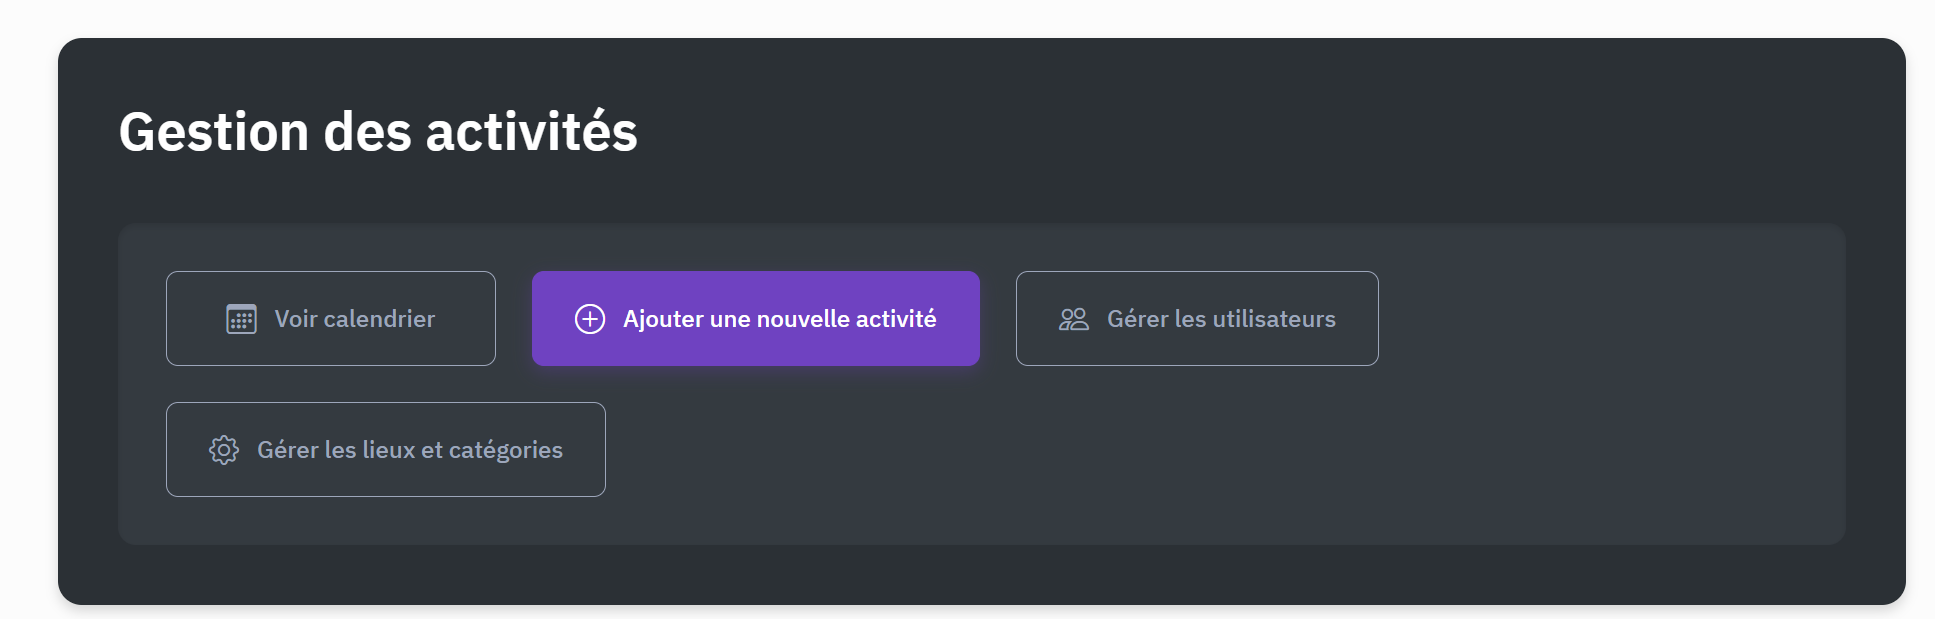 Gestion des activités
Voir calendrier
Ajouter une nouvelle activité
Gérer les utilisateurs
Gérer les lieux et catégories